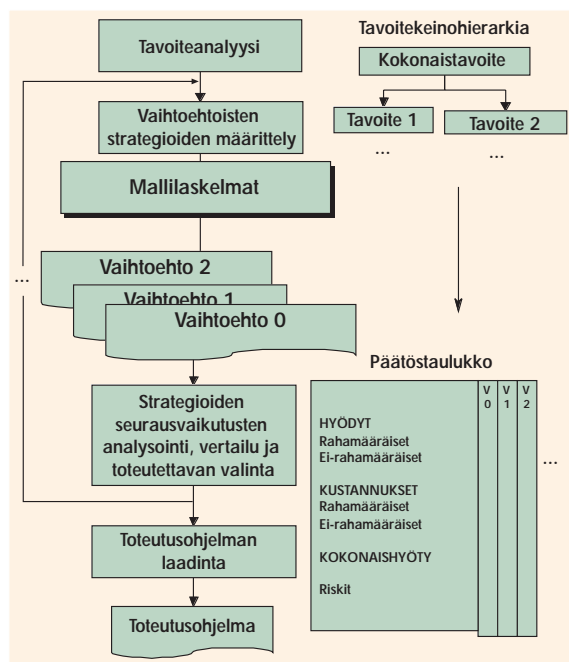 Tavoiteanalyysi
Vaihtoehtoisten
strategioiden määrittely
Mallilaskelmat
...
Vaihtoehto 2
Vaihtoehto 1
Vaihtoehto 0
Strategioiden
seurausvaikutusten
analysointi, vertailu ja
toteutettavan valinta
Toteutusohjelman
laadinta
Toteutusohjelma
Tavoitekeinohierarkia
Kokonaistavoite
Tavoite 1
Tavoite 2
...
...
Päätöstaulukko
V V V
0 1 2
HYÖDYT
Rahamääräiset
Ei-rahamääräiset
...
KUSTANNUKSET
Rahamääräiset
Ei-rahamääräiset
KOKONAISHYÖTY
Riskit